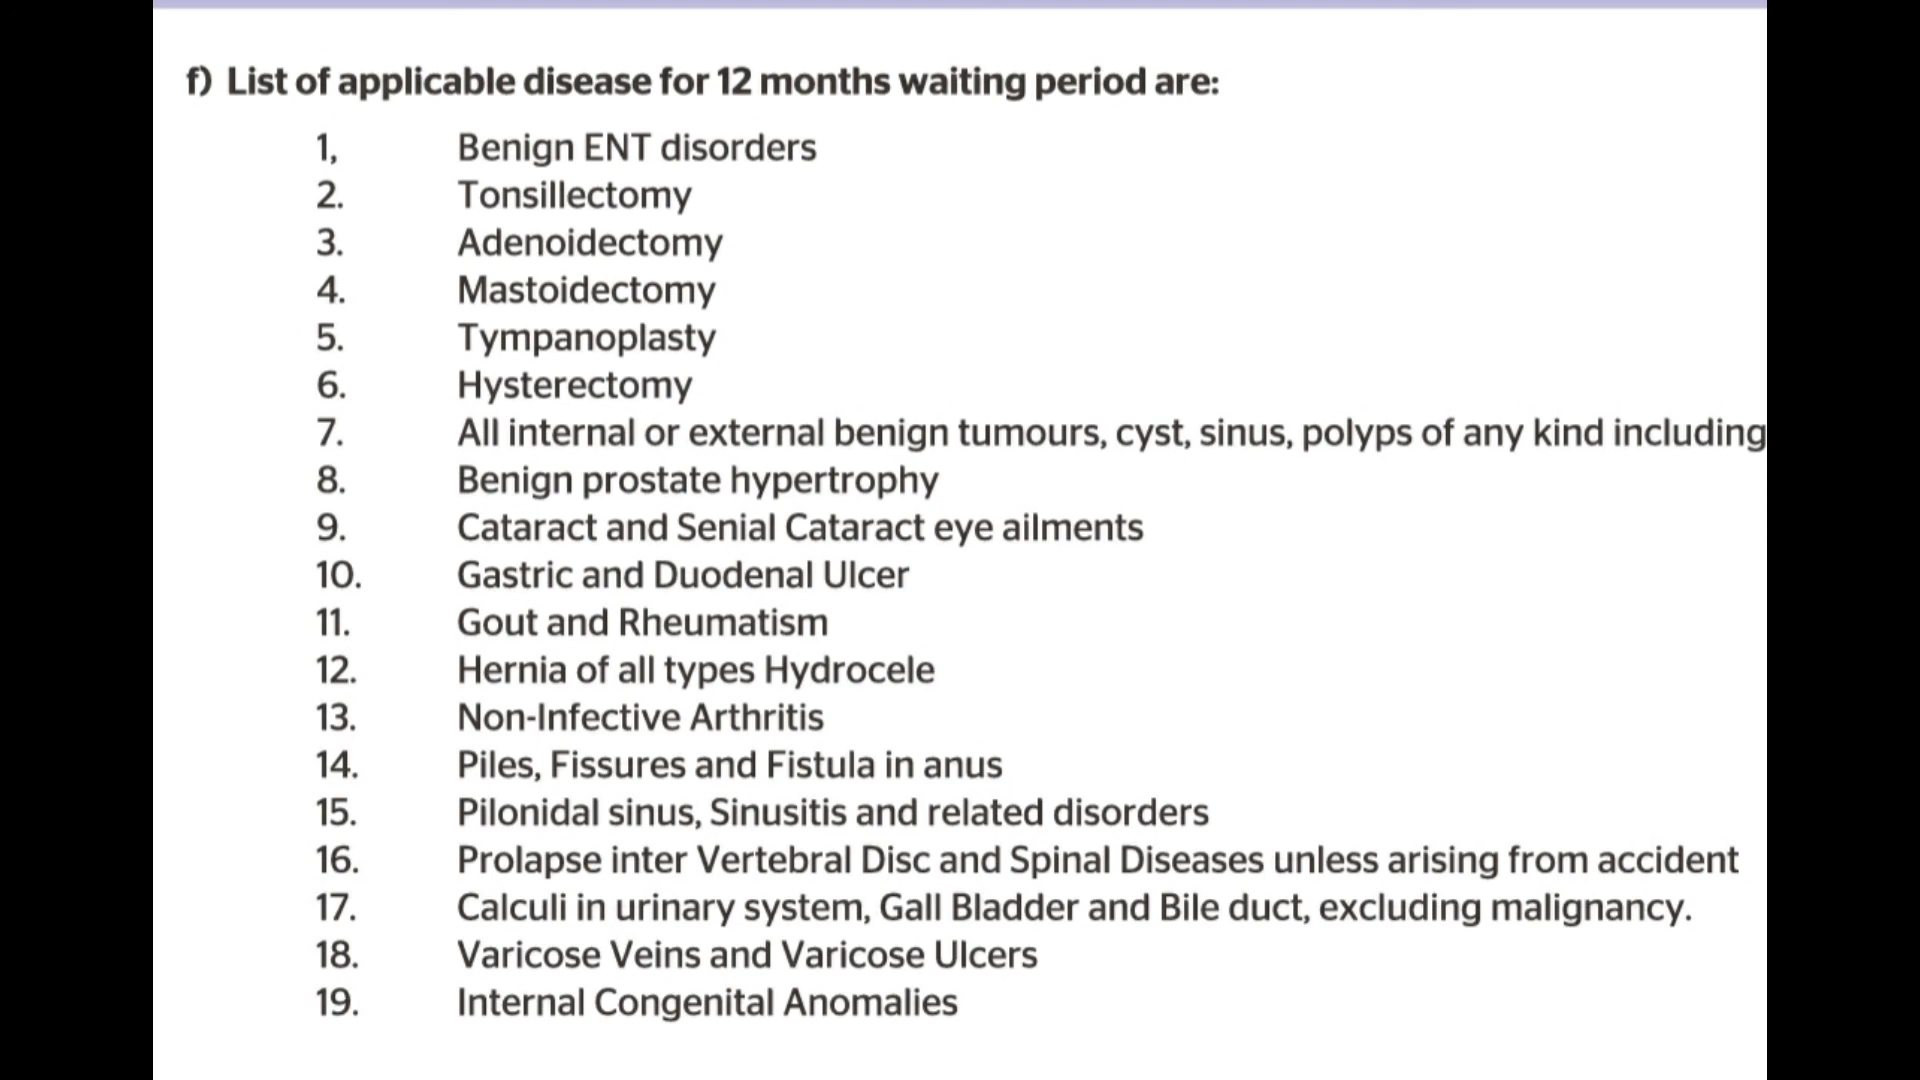 f) List of applicable disease for 12 months waiting period are:
1, Benign ENT disorders
2. Tonsillectomy
3. Adenoidectomy
4. Mastoidectomy
5. Tympanoplasty
6. Hysterectomy
7. All internal or external benign tumours, cyst, sinus, polyps of any kind including
8. Benign prostate hypertrophy
9. Cataract and Senial Cataract eye ailments
10. Gastric and Duodenal Ulcer
11. Gout and Rheumatism
12. Hernia of all types Hydrocele
13. Non-Infective Arthritis
14. Piles, Fissures and Fistula in anus
15. Pilonidal sinus, Sinusitis and related disorders
16. Prolapse inter Vertebral Disc and Spinal Diseases unless arising from accident
17. Calculi in urinary system, Gall Bladder and Bile duct, excluding malignancy.
18. Varicose Veins and Varicose Ulcers
19. Internal Congenital Anomalies